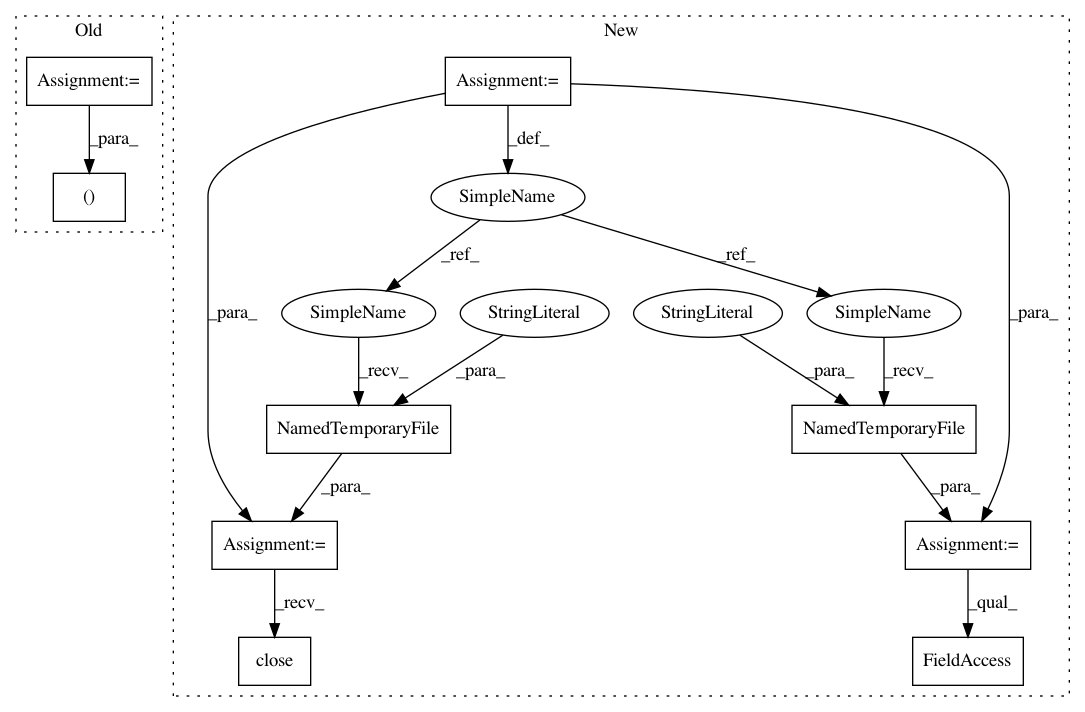 Old
New
Assignment:=
Assignment:=
_para_
_def_
()
SimpleName
_ref_
_ref_
_para_
SimpleName
StringLiteral
StringLiteral
SimpleName
_para_
_recv_
_para_
_para_
_recv_
NamedTemporaryFile
NamedTemporaryFile
_para_
_para_
Assignment:=
Assignment:=
_recv_
_qual_
close
FieldAccess